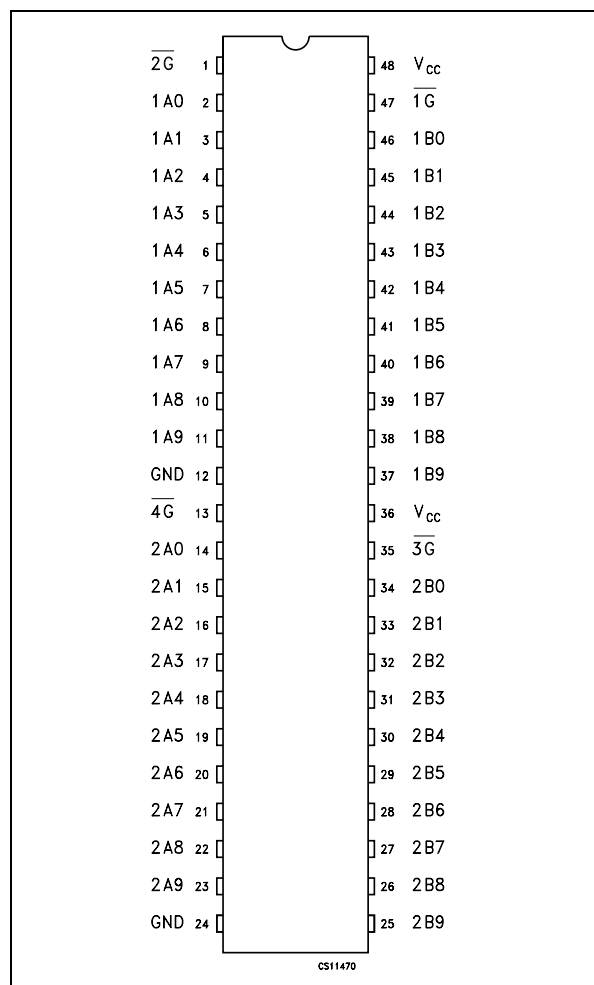 2G̅ 1 48 VCC
1A0 2 47 1G̅
1A1 3 46 1B0
1A2 4 45 1B1
1A3 5 44 1B2
1A4 6 43 1B3
1A5 7 42 1B4
1A6 8 41 1B5
1A7 9 40 1B6
1A8 10 39 1B7
1A9 11 38 1B8
GND 12 37 1B9
4G̅ 13 36 VCC
2A0 14 35 3G̅
2A1 15 34 2B0
2A2 16 33 2B1
2A3 17 32 2B2
2A4 18 31 2B3
2A5 19 30 2B4
2A6 20 29 2B5
2A7 21 28 2B6
2A8 22 27 2B7
2A9 23 26 2B8
GND 24 25 2B9
CS11470